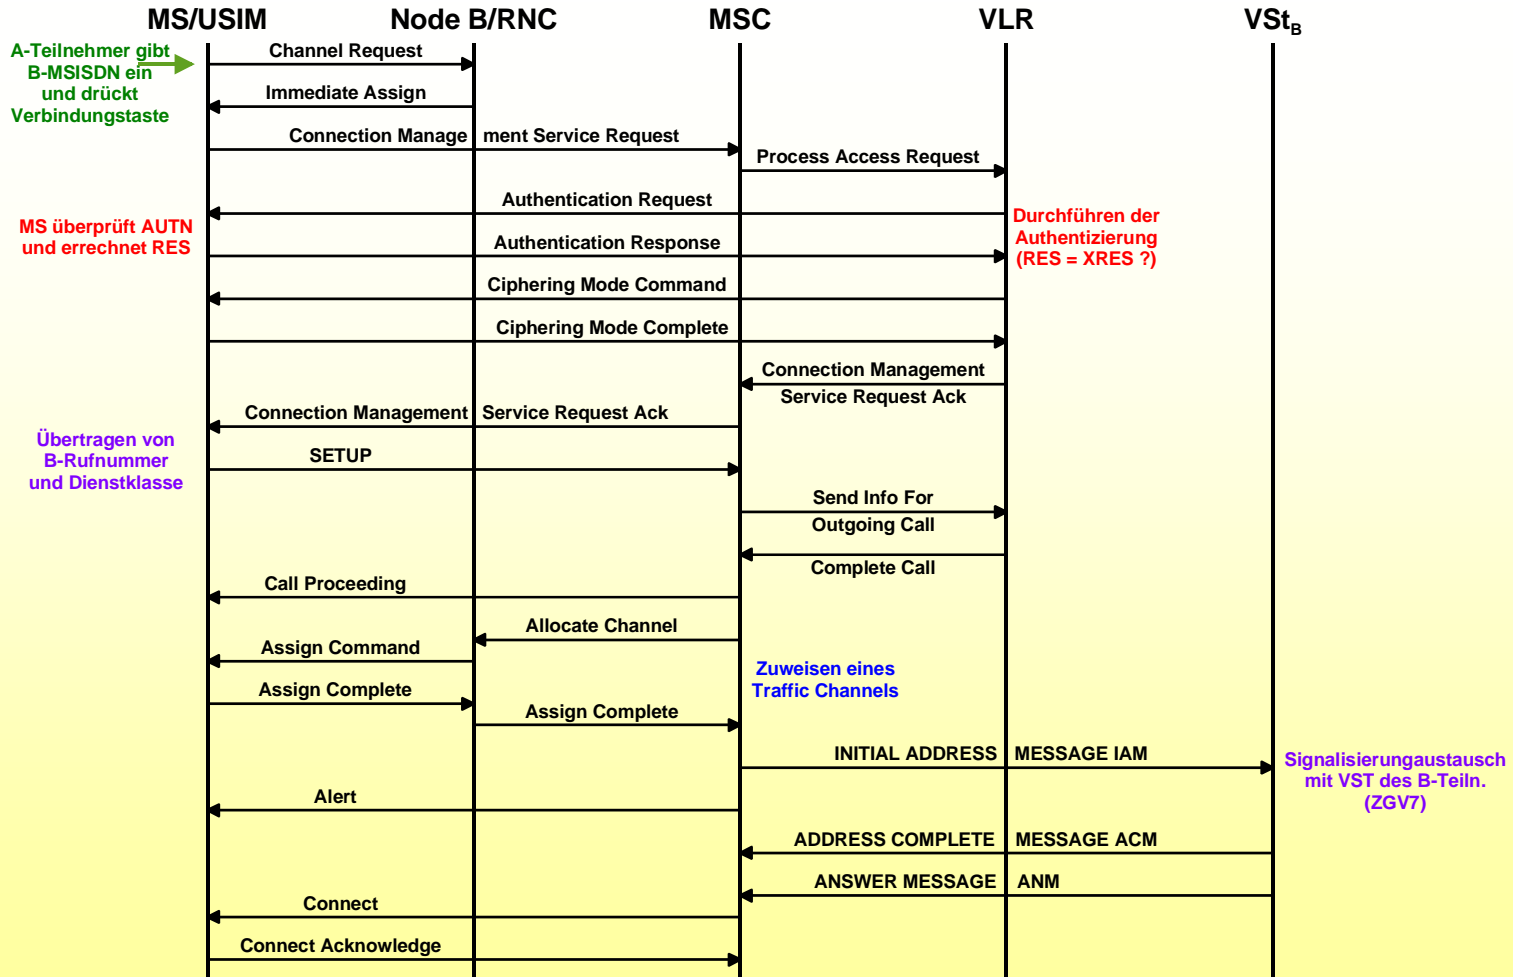 MS/USIM Node B/RNC MSC VLR VStB
A-Teilnehmer gibt
B-MSISDN ein
und drückt
Verbindungstaste
Channel Request
Immediate Assign
Connection Manage ment Service Request
Process Access Request
Authentication Request
MS überprüft AUTN
und errechnet RES
Durchführen der
Authentizierung
(RES = XRES ?)
Authentication Response
Ciphering Mode Command
Ciphering Mode Complete
Connection Management
Service Request Ack
Connection Management Service Request Ack
Übertragen von
B-Rufnummer
und Dienstklasse
SETUP
Send Info For
Outgoing Call
Complete Call
Call Proceeding
Allocate Channel
Assign Command
Zuweisen eines
Traffic Channels
Assign Complete
Assign Complete
INITIAL ADDRESS MESSAGE IAM
Signalisierungaustausch
mit VST des B-Teiln.
(ZGV7)
Alert
ADDRESS COMPLETE MESSAGE ACM
ANSWER MESSAGE ANM
Connect
Connect Acknowledge